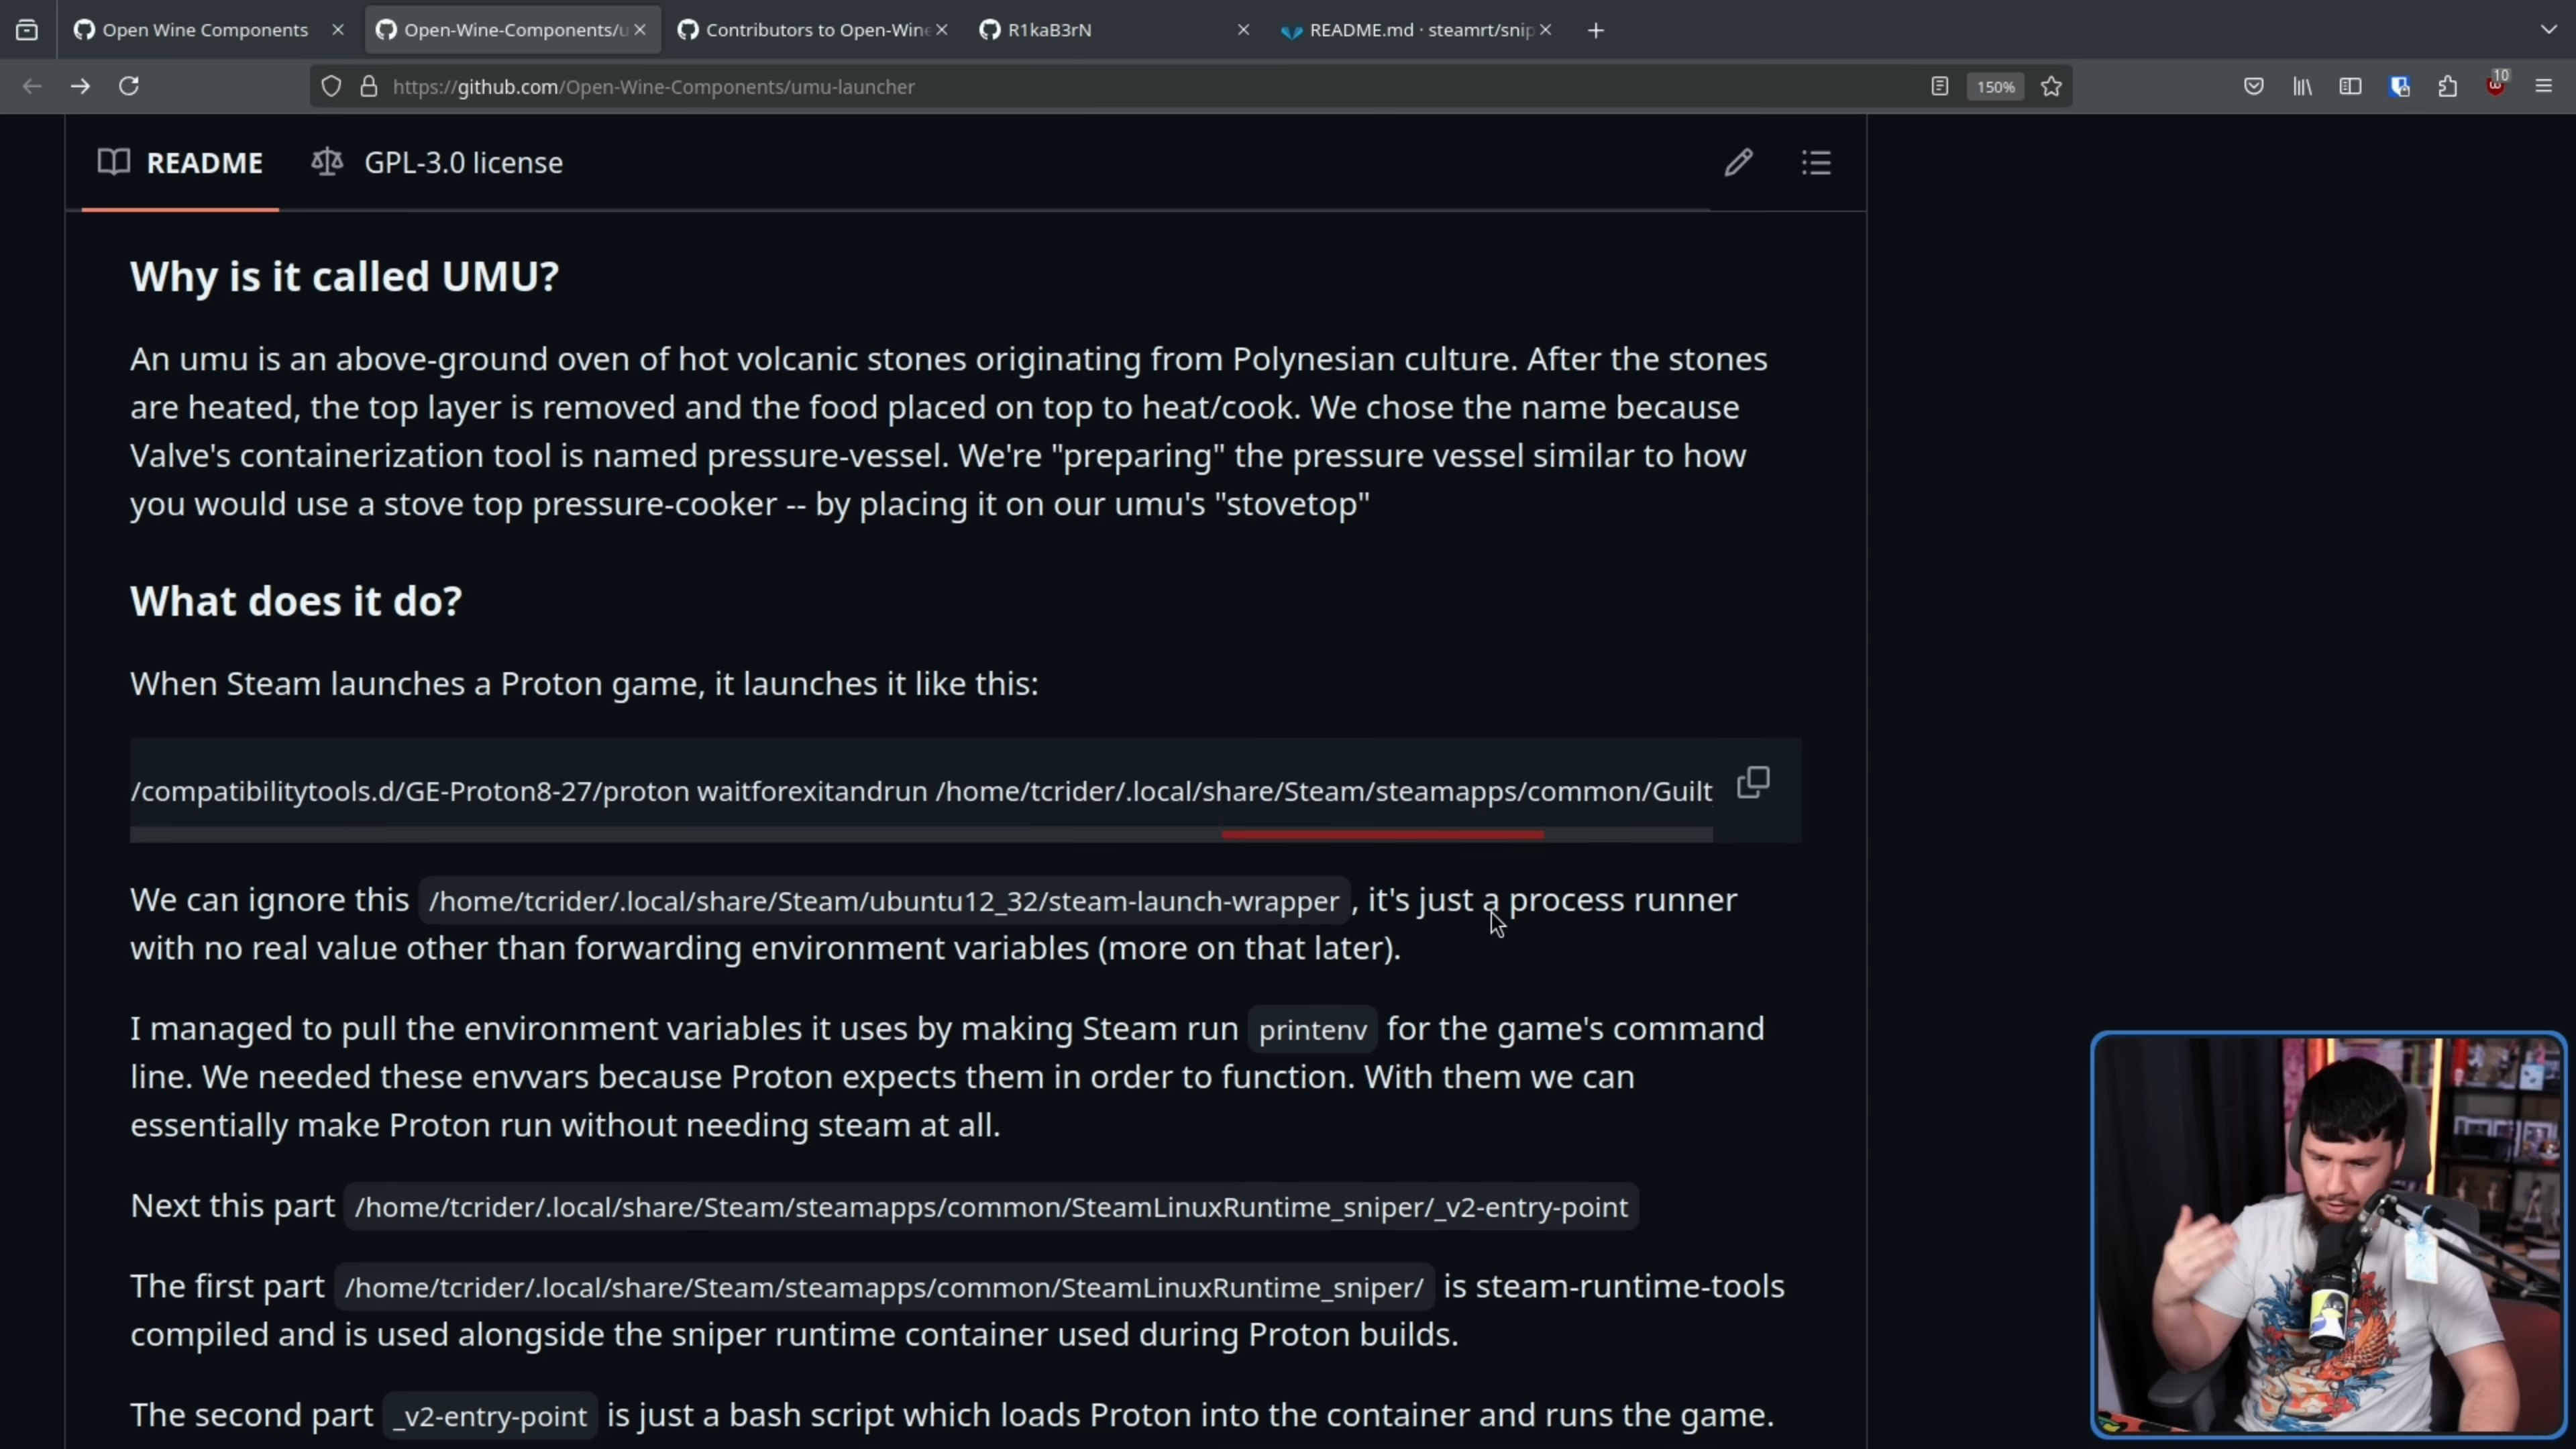 Open Wine Components
Open-Wine-Components/u
Contributors to Open-Wine
R1kaB3rN
README.md · steamrt/snip
https://github.com/Open-Wine-Components/umu-launcher
150%
10
README
GPL-3.0 license
Why is it called UMU?
An umu is an above-ground oven of hot volcanic stones originating from Polynesian culture. After the stones
are heated, the top layer is removed and the food placed on top to heat/cook. We chose the name because
Valve's containerization tool is named pressure-vessel. We're "preparing" the pressure vessel similar to how
you would use a stove top pressure-cooker -- by placing it on our umu's "stovetop"
What does it do?
When Steam launches a Proton game, it launches it like this:
/compatibilitytools.d/GE-Proton8-27/proton waitforexitandrun /home/tcrider/.local/share/Steam/steamapps/common/Guilt
We can ignore this /home/tcrider/.local/share/Steam/ubuntu12_32/steam-launch-wrapper , it's just a process runner
with no real value other than forwarding environment variables (more on that later).
I managed to pull the environment variables it uses by making Steam run printenv for the game's command
line. We needed these envvars because Proton expects them in order to function. With them we can
essentially make Proton run without needing steam at all.
Next this part /home/tcrider/.local/share/Steam/steamapps/common/SteamLinuxRuntime_sniper/_v2-entry-point
The first part /home/tcrider/.local/share/Steam/steamapps/common/SteamLinuxRuntime_sniper/ is steam-runtime-tools
compiled and is used alongside the sniper runtime container used during Proton builds.
The second part _v2-entry-point is just a bash script which loads Proton into the container and runs the game.